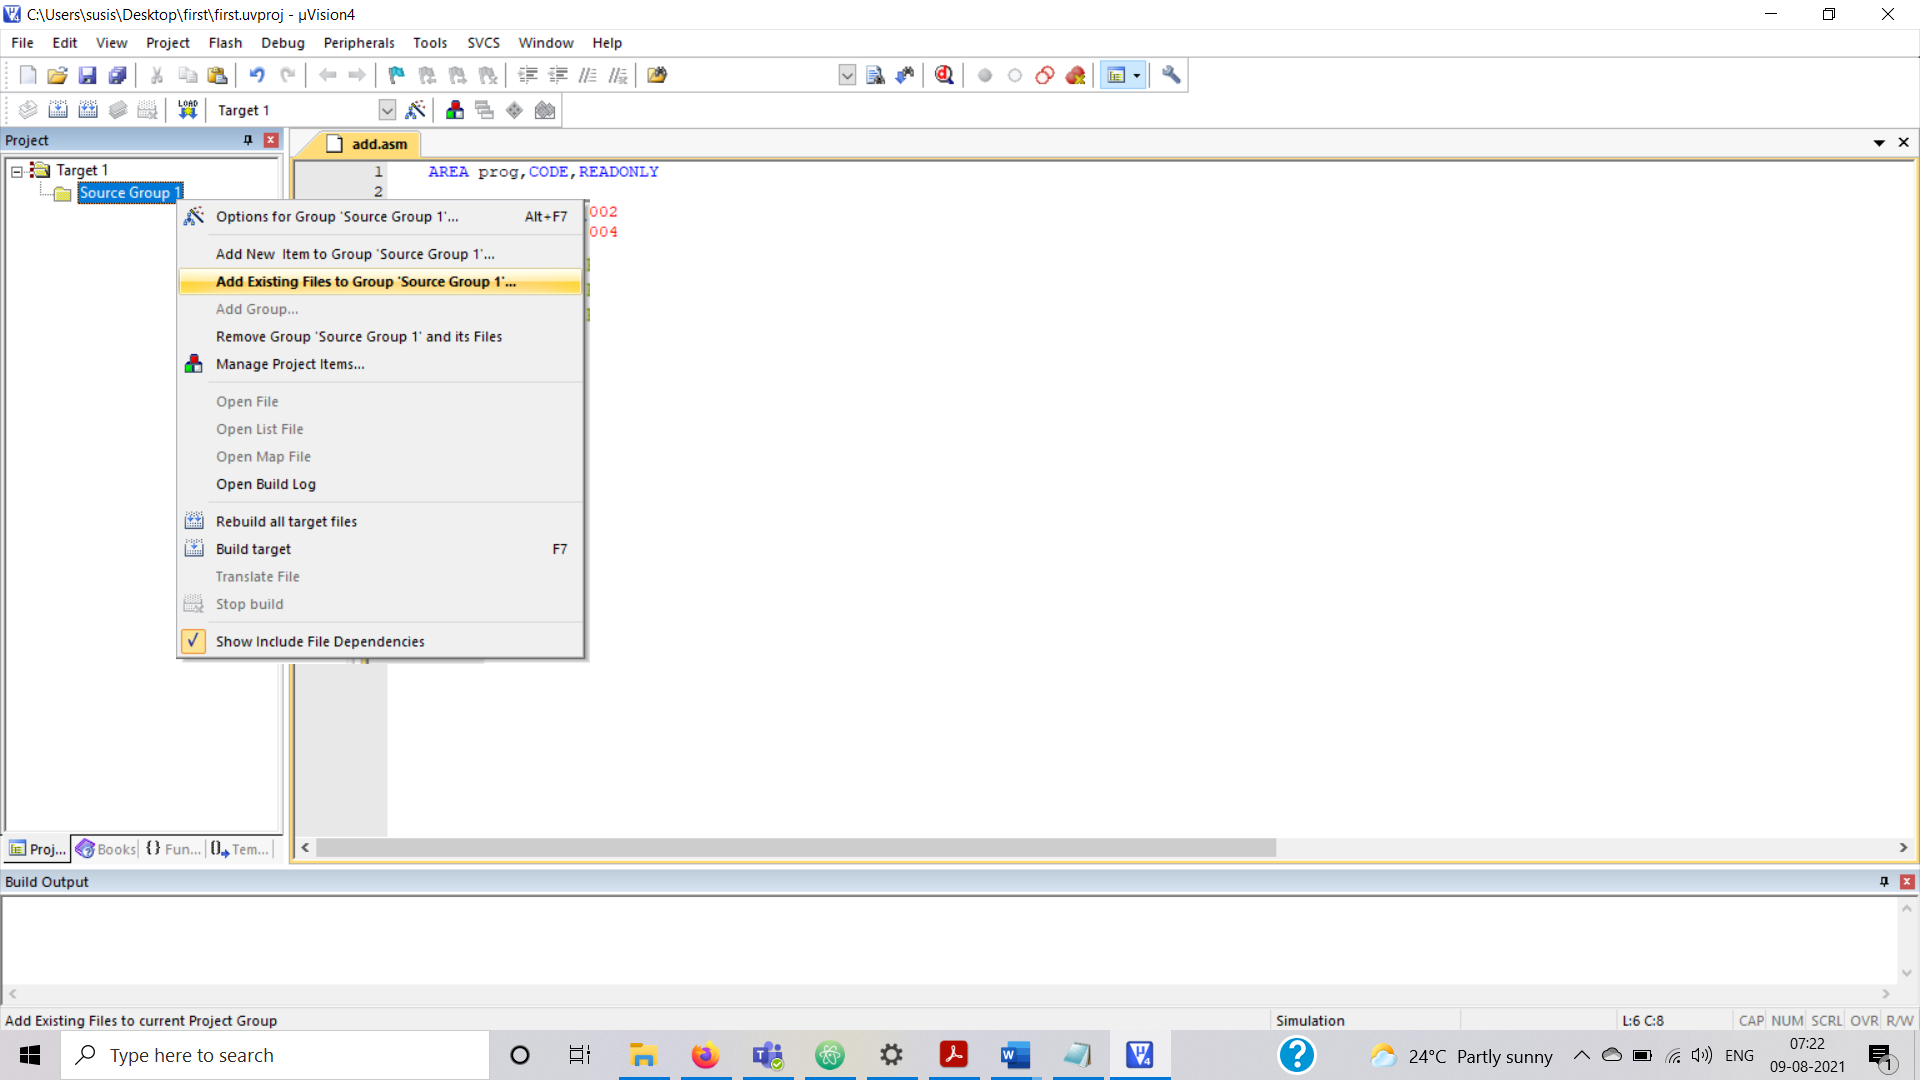 C:\Users\susis\Desktop\first\first.uvproj - µVision4
File Edit View Project Flash Debug Peripherals Tools SVCS Window Help
LOAD Target 1
Project
add.asm
Target 1
Source Group 1
1 AREA prog,CODE,READONLY
2
002
004
Options for Group 'Source Group 1'... Alt+F7
Add New  Item to Group 'Source Group 1'...
Add Existing Files to Group 'Source Group 1'...
Add Group...
Remove Group 'Source Group 1' and its Files
Manage Project Items...
Open File
Open List File
Open Map File
Open Build Log
Rebuild all target files
Build target F7
Translate File
Stop build
Show Include File Dependencies
Proj... Books {} Fun... Tem...
Build Output
Add Existing Files to current Project Group Simulation L:6 C:8 CAP NUM SCRL OVR R/W
Type here to search
24°C Partly sunny ENG
07:22
09-08-2021
1